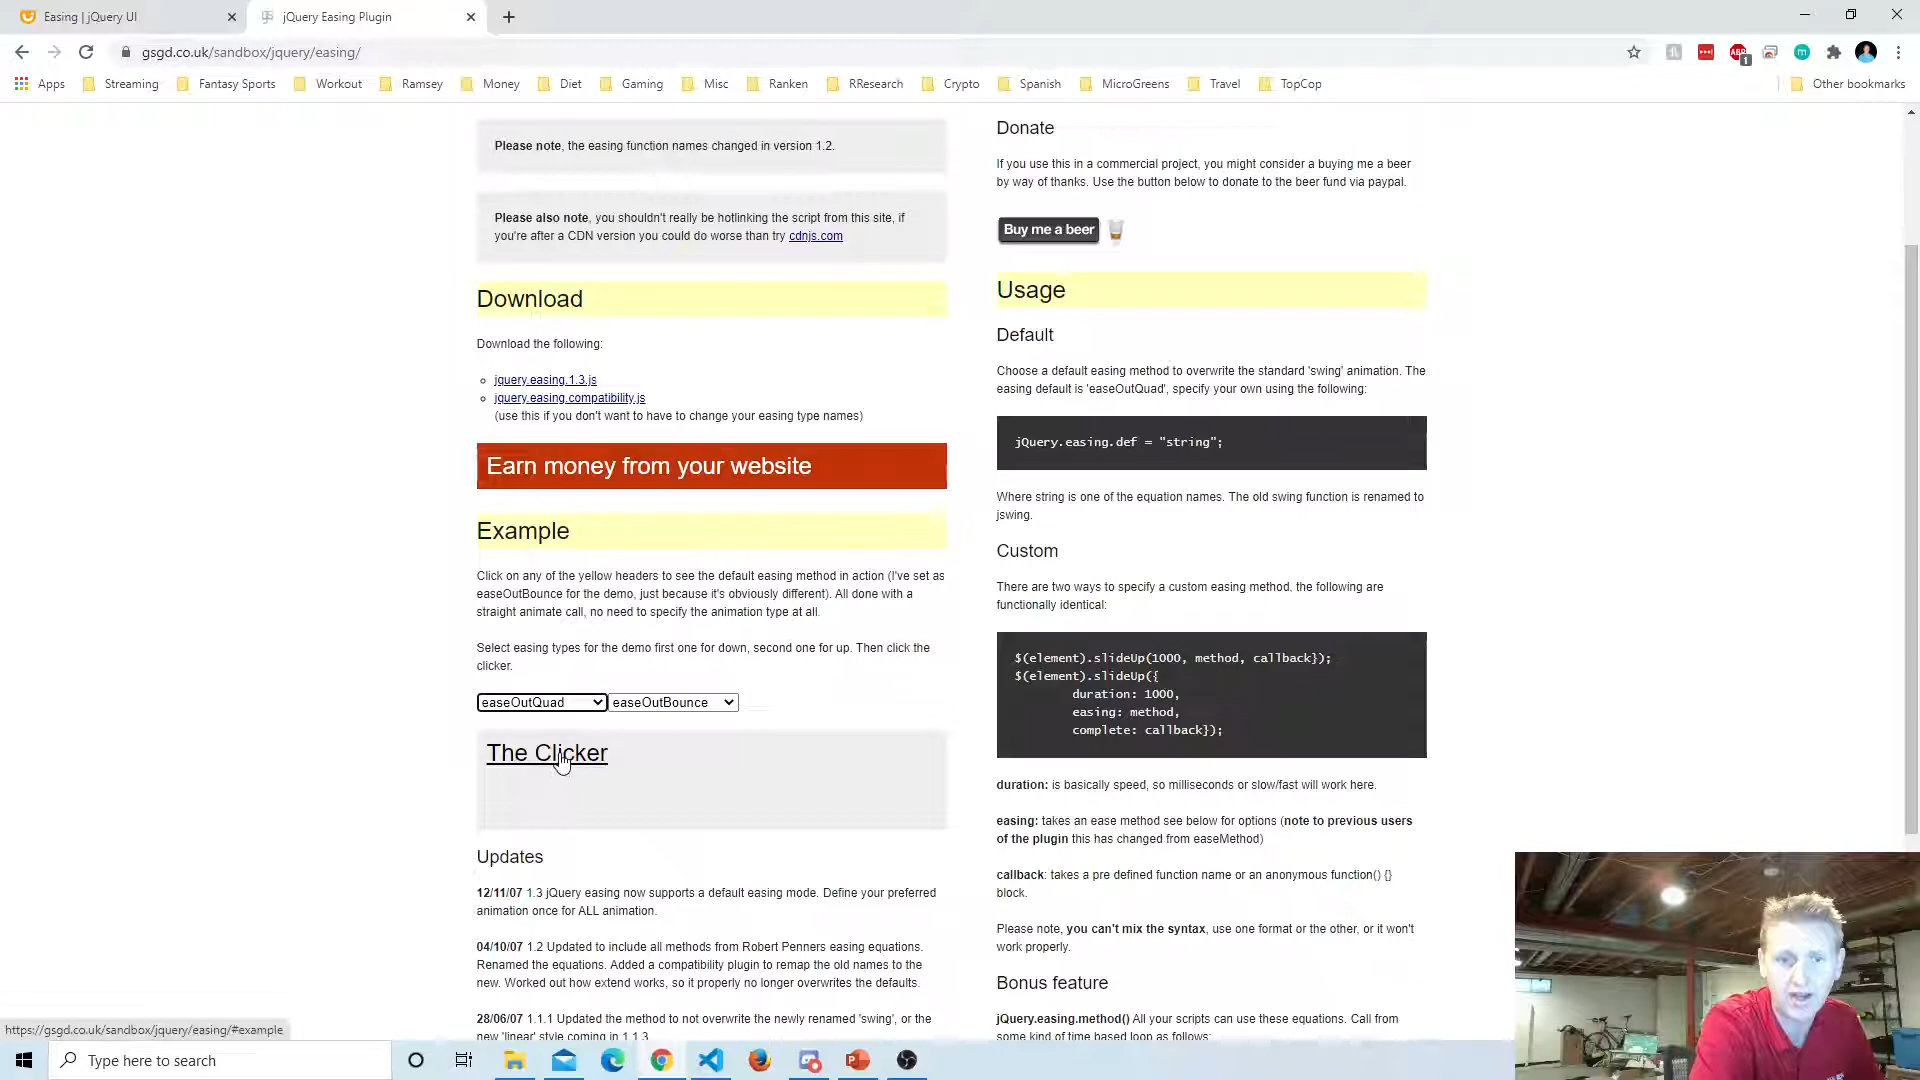 Easing | jQuery UI
jQuery Easing Plugin
gsgd.co.uk/sandbox/jquery/easing/
Apps
Streaming
Fantasy Sports
Workout
Ramsey
Money
Diet
Gaming
Misc
Ranken
RResearch
Crypto
Spanish
MicroGreens
Travel
TopCop
Other bookmarks
Please note, the easing function names changed in version 1.2.
Please also note, you shouldn't really be hotlinking the script from this site, if
you're after a CDN version you could do worse than try cdnjs.com
Download
Download the following:
jquery.easing.1.3.js
jquery.easing.compatibility.js
(use this if you don't want to have to change your easing type names)
Earn money from your website
Example
Click on any of the yellow headers to see the default easing method in action (I've set as
easeOutBounce for the demo, just because it's obviously different). All done with a
straight animate call, no need to specify the animation type at all.
Select easing types for the demo first one for down, second one for up. Then click the
clicker.
easeOutQuad
easeOutBounce
The Clicker
Updates
12/11/07 1.3 jQuery easing now supports a default easing mode. Define your preferred
animation once for ALL animation.
04/10/07 1.2 Updated to include all methods from Robert Penners easing equations.
Renamed the equations. Added a compatibility plugin to remap the old names to the
new. Worked out how extend works, so it properly no longer overwrites the defaults.
28/06/07 1.1.1 Updated the method to not overwrite the newly renamed 'swing', or the
new 'linear' style coming in 1.1.3
Donate
If you use this in a commercial project, you might consider a buying me a beer
by way of thanks. Use the button below to donate to the beer fund via paypal.
Buy me a beer
Usage
Default
Choose a default easing method to overwrite the standard 'swing' animation. The
easing default is 'easeOutQuad', specify your own using the following:
jQuery.easing.def = "string";
Where string is one of the equation names. The old swing function is renamed to
jswing.
Custom
There are two ways to specify a custom easing method, the following are
functionally identical:
$(element).slideUp(1000, method, callback});
$(element).slideUp({
duration: 1000,
easing: method,
complete: callback});
duration: is basically speed, so milliseconds or slow/fast will work here.
easing: takes an ease method see below for options (note to previous users
of the plugin this has changed from easeMethod)
callback: takes a pre defined function name or an anonymous function() {}
block.
Please note, you can't mix the syntax, use one format or the other, or it won't
work properly.
Bonus feature
jQuery.easing.method() All your scripts can use these equations. Call from
some kind of time based loop as follows:
https://gsgd.co.uk/sandbox/jquery/easing/#example
Type here to search